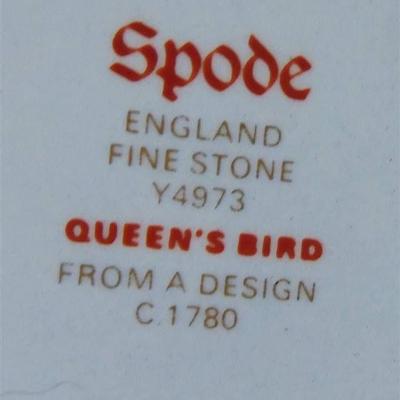 Spode
ENGLAND
FINE STONE
Y4973
QUEEN'S BIRD
FROM A DESIGN
C.1780